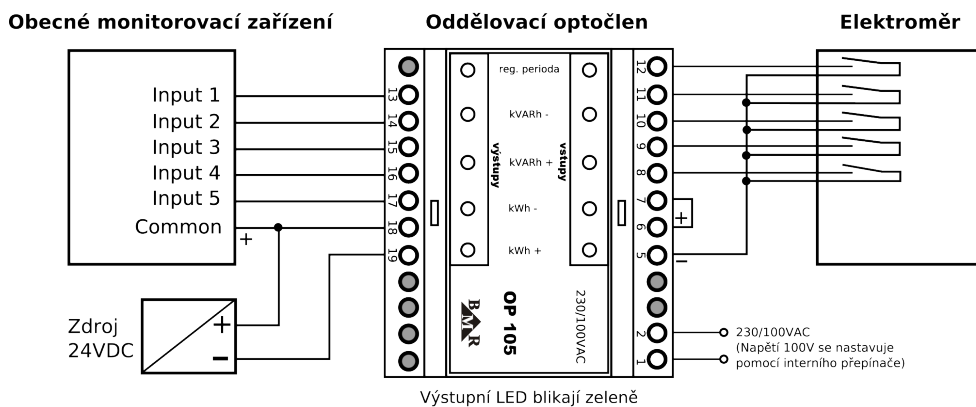 Obecné monitorovací zařízení
Oddělovací optočlen
Elektroměr
Input 1
Input 2
Input 3
Input 4
Input 5
Common
+
Zdroj
24VDC
+
−
13
14
15
16
17
18
19
reg. perioda
kVARh -
kVARh +
kWh -
kWh +
výstupy
vstupy
BMR
OP 105
230/100VAC
12
11
10
9
8
7
6
5
2
1
+
−
230/100VAC
(Napětí 100V se nastavuje
pomocí interního přepínače)
Výstupní LED blikají zeleně